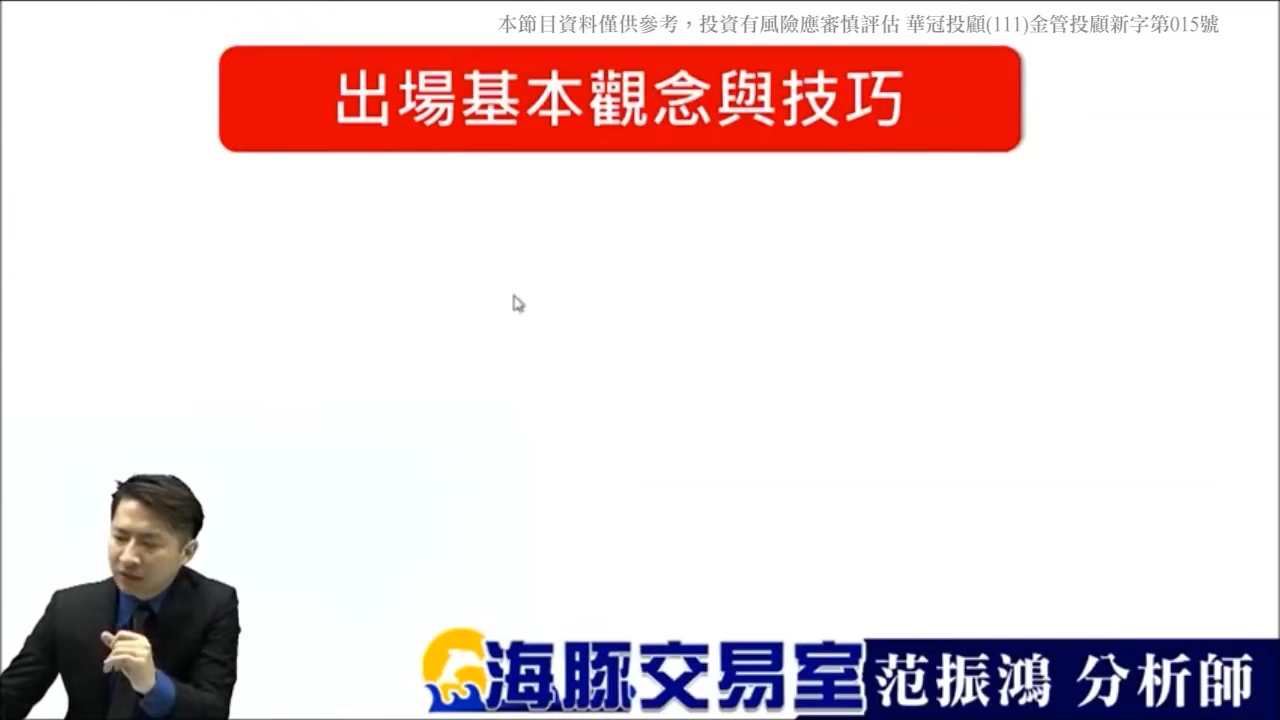 本節目資料僅供參考，投資有風險應審慎評估 華冠投顧(111)金管投顧新字第015號
出場基本觀念與技巧
海豚交易室 范振鴻 分析師